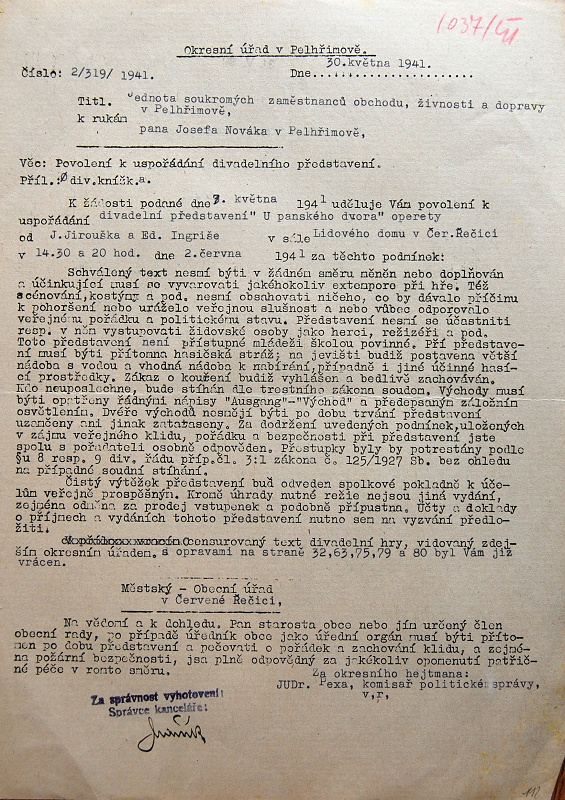 1037/VII
Okresní úřad v Pelhřimově.
30.května 1941.
Číslo: 2/319/ 1941. Dne........................
Titl. Jednota soukromých zaměstnanců obchodu, živnosti a dopravy
v Pelhřimově,
k rukám
pana Josefa Nováka v Pelhřimově,
Věc: Povolení k uspořádání divadelního představení.
Příl.:Ø div.knížk.a.
K žádosti podané dne 7. května 1941 uděluje Vám povolení k
uspořádání divadelní představení" U panského dvora" operety
od J.Jirouška a Ed. Ingriše v sále Lidového domu v Čer.Řečici
v 14.30 a 20 hod. dne 2.června 1941 za těchto podmínek:
Schválený text nesmí býti v žádném směru měněn nebo doplňován
a účinkující musí se vyvarovati jakéhokoliv extempore při hře. Též
scénování,kostýmy a pod. nesmí obsahovati ničeho, co by dávalo příčinu
k pohoršení nebo uráželo veřejnou slušnost a nebo vůbec odporovalo
veřejnému pořádku a politickému stavu. Představení nesmí se účastniti
resp. v něm vystupovati židovské osoby jako herci, režizéři a pod.
Toto představení není přístupné mládeži školou povinné. Při představe-
ní musí býti přítomna hasičská stráž; na jevišti budiž postavena větší
nádoba s vodou a vhodná nádoba k nabírání,případně i jiné účinné hasí-
cí prostředky. Zákaz o kouření budiž vyhlášen a bedlivě zachováván.
Kdo neuposlechne, bude stíhán dle trestního zákona soudem. Východy musí
býti opatřeny řádnými nápisy "Ausgang"-"Východ" a předepsaným záložním
osvětlením. Dveře východů nesmějí býti po dobu trvání představení
uzamčeny ani jinak zataraseny. Za dodržení uvedených podmínek,uložených
v zájmu veřejného klidu, pořádku a bezpečnosti při představení jste
spolu s pořadateli osobně odpověden. Přestupky byly by potrestány podle
§u 8 resp. 9 div. řádu příp.čl. 3:1 zákona č. 125/1927 Sb. bez ohledu
na případné soudní stíhání.
Čistý výtěžek představení buď odveden spolkové pokladně k úče-
lům veřejně prospěšným. Kromě úhrady nutné režie nejsou jiná vydání,
zejména odměna za prodej vstupenek a podobně přípustna. Účty a doklady
o příjmech a vydáních tohoto představení nutno sem na vyzvání předlo-
žiti.
Censurovaný text divadelní hry, vidovaný zdej-
ším okresním úřadem, s opravami na straně 32,63,75,79 a 80 byl Vám již
vrácen.
Městský - Obecní úřad
v Červené Řečici,
Na vědomí a k dohledu. Pan starosta obce nebo jím určený člen
obecní rady, po případě úředník obce jako úřední orgán musí býti příto-
men po dobu představení a pečovati o pořádek a zachování klidu, a zejmé-
na požární bezpečnosti, jsa plně odpovědný za jakékoliv opomenutí patřič-
né péče v tomto směru.
Za okresního hejtmana:
JUDr. Pexa, komisař politické správy,
v,r,
Za správnost vyhotovení:
Správce kanceláře:
112